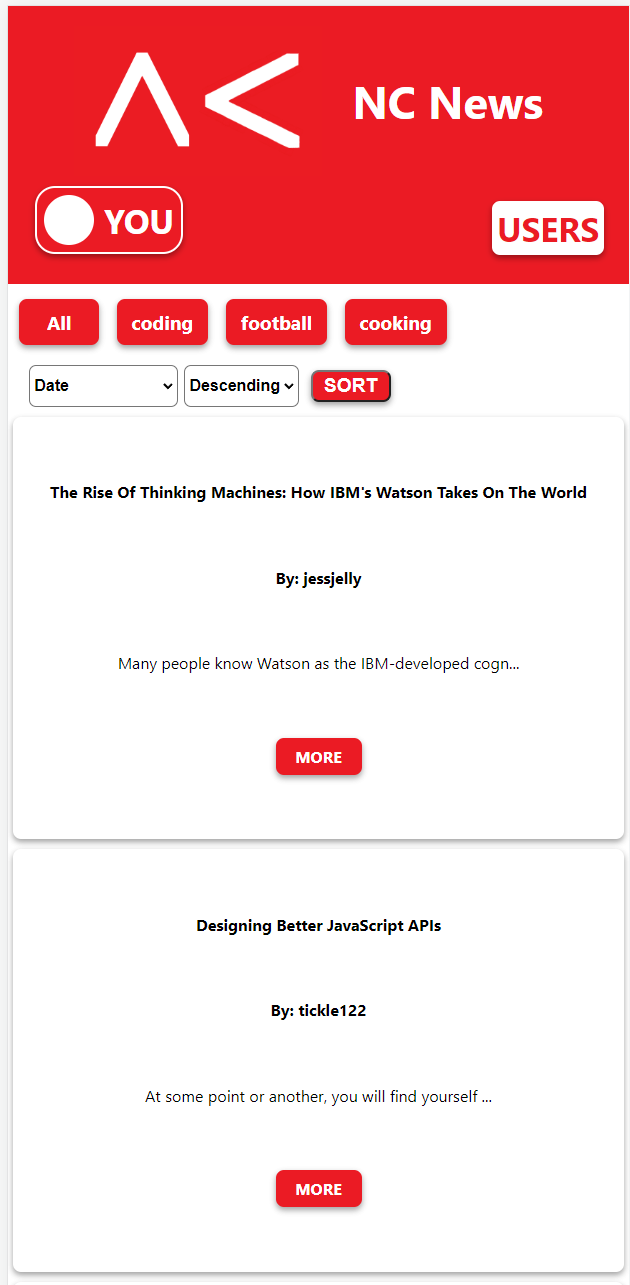 NC News
YOU
USERS
All coding football cooking
Date Descending SORT
The Rise Of Thinking Machines: How IBM's Watson Takes On The World
By: jessjelly
Many people know Watson as the IBM-developed cogn...
MORE
Designing Better JavaScript APIs
By: tickle122
At some point or another, you will find yourself ...
MORE